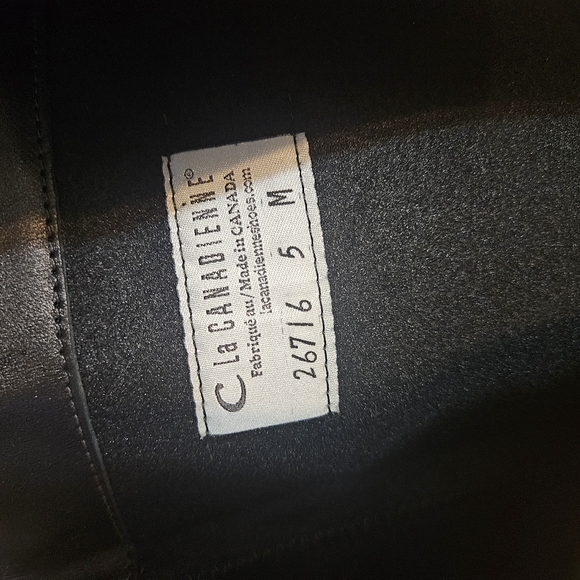 C La CANADIENNE®
Fabriqué au/Made in CANADA
lacanadienneshoes.com
26716 5 M